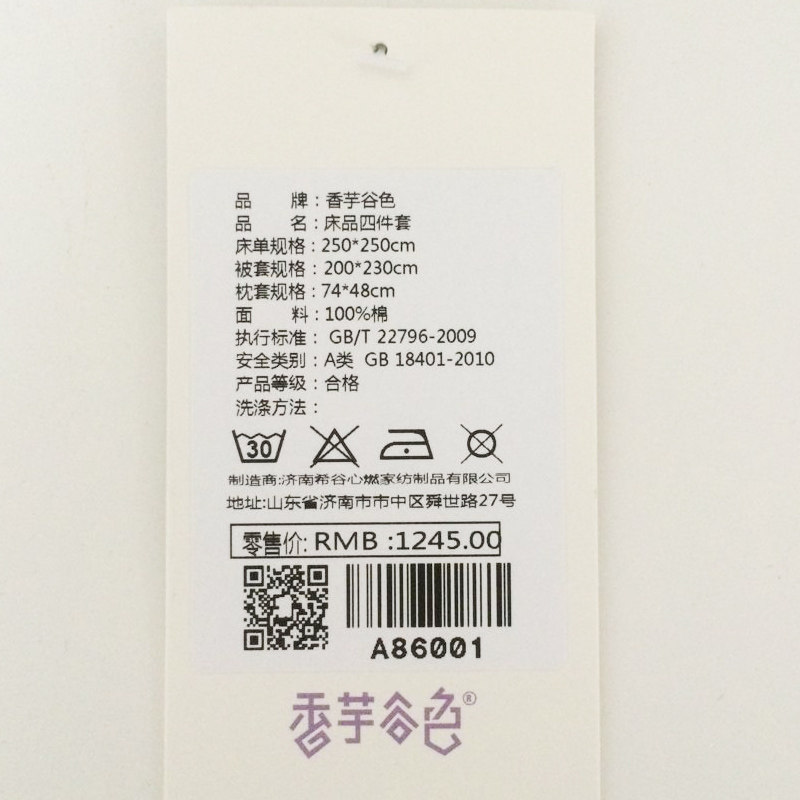 品 牌：香芋谷色
品 名：床品四件套
床单规格：250*250cm
被套规格：200*230cm
枕套规格：74*48cm
面 料：100%棉
执行标准： GB/T 22796-2009
安全类别：A类 GB 18401-2010
产品等级：合格
洗涤方法：
30
制造商:济南希谷心燃家纺制品有限公司
地址:山东省济南市市中区舜世路27号
零售价: RMB :1245.00
A86001
香芋谷色®